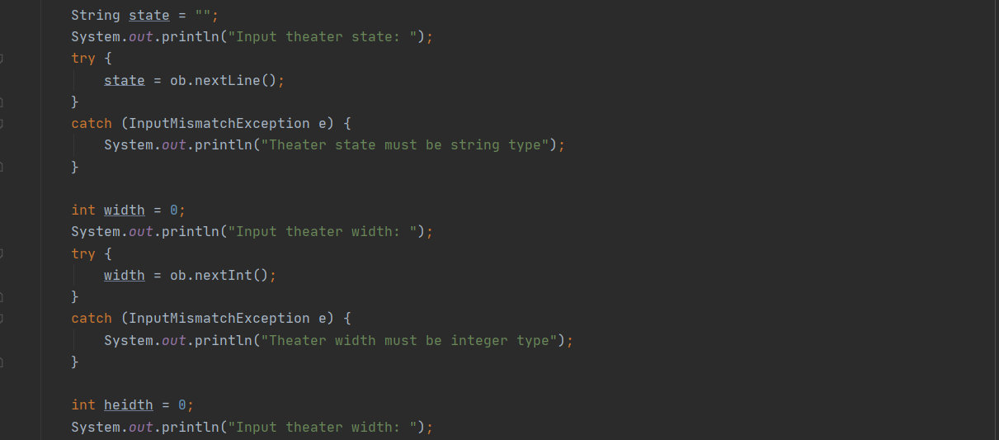 String state = "";
System.out.println("Input theater state: ");
try {
state = ob.nextLine();
}
catch (InputMismatchException e) {
System.out.println("Theater state must be string type");
}
int width = 0;
System.out.println("Input theater width: ");
try {
width = ob.nextInt();
}
catch (InputMismatchException e) {
System.out.println("Theater width must be integer type");
}
int heidth = 0;
System.out.println("Input theater width: ");